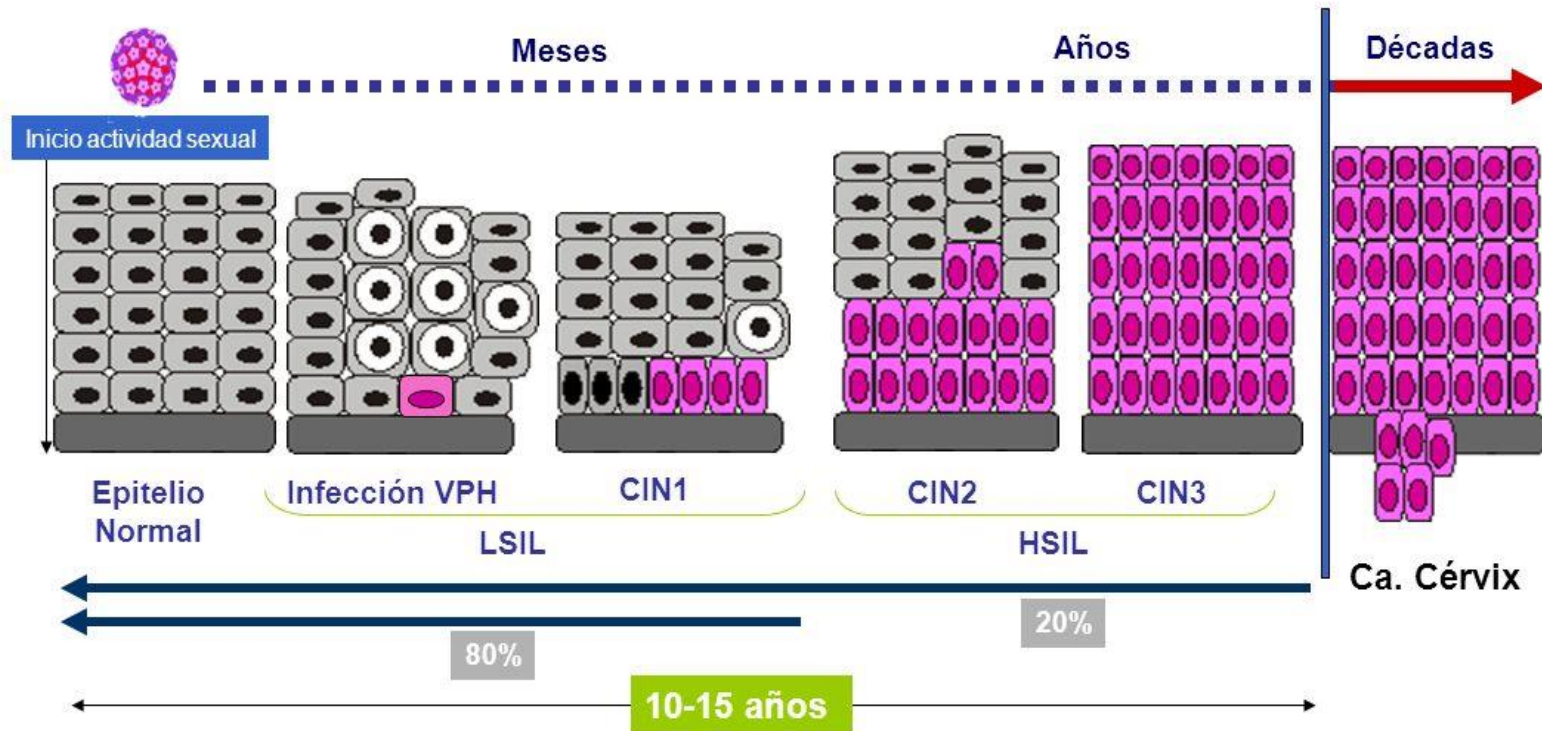 Meses
Años
Décadas
Inicio actividad sexual
Epitelio
Normal
Infección VPH
CIN1
CIN2
CIN3
LSIL
HSIL
Ca. Cérvix
20%
80%
10-15 años